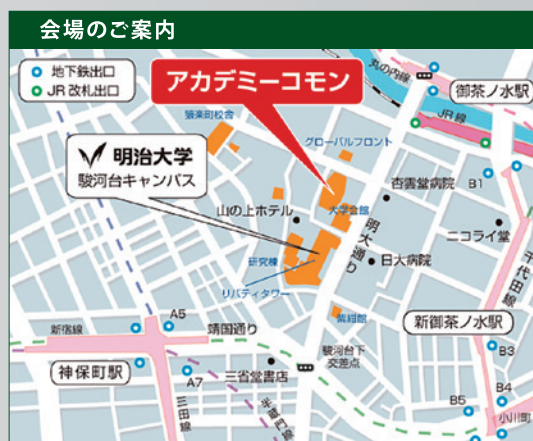 会場のご案内
地下鉄出口
JR改札出口
アカデミーコモン
丸の内線
御茶ノ水駅
JR線
猿楽町校舎
グローバルフロント
明治大学
駿河台キャンパス
杏雲堂病院
B1
山の上ホテル
大学会館
明大通り
ニコライ堂
千代田線
研究棟
日大病院
リバティタワー
紫紺館
新御茶ノ水駅
A5
新宿線
靖国通り
駿河台下
交差点
B3
神保町駅
A7
三省堂書店
三田線
半蔵門線
B4
B5
小川町